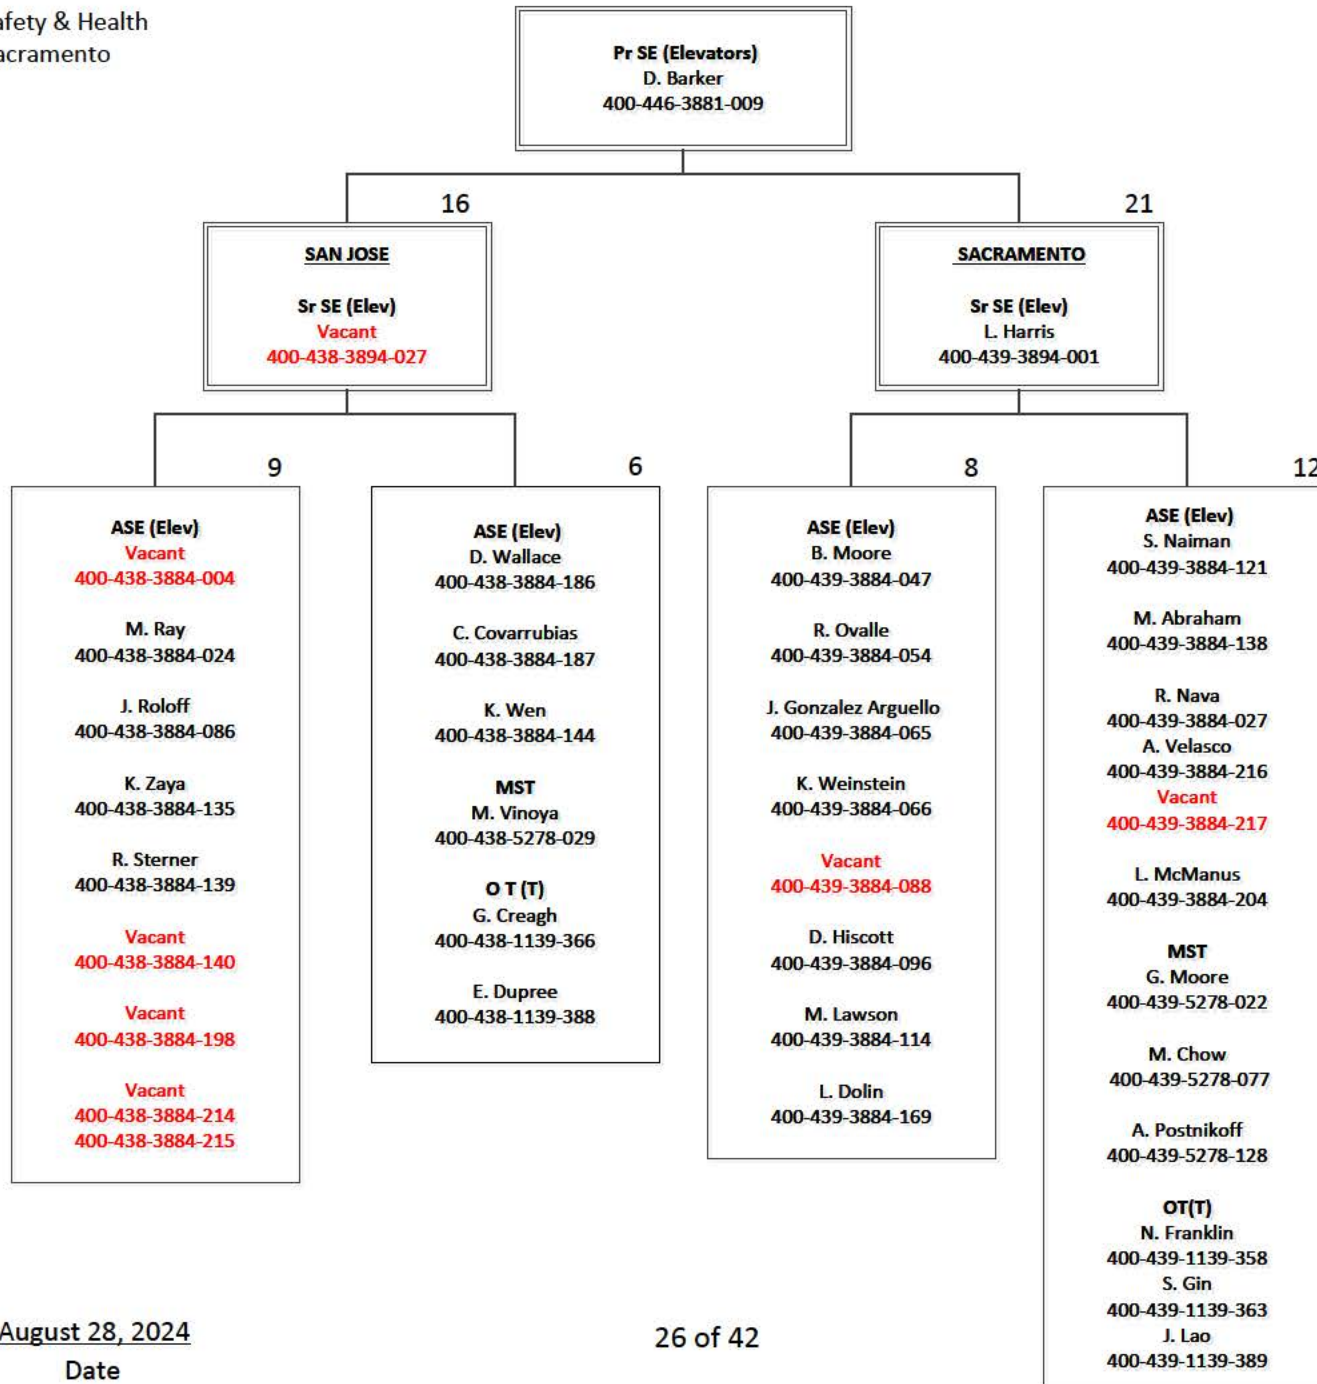 afety & Health
acramento
Pr SE (Elevators)
D. Barker
400-446-3881-009
16
SAN JOSE
Sr SE (Elev)
Vacant
400-438-3894-027
21
SACRAMENTO
Sr SE (Elev)
L. Harris
400-439-3894-001
9
ASE (Elev)
Vacant
400-438-3884-004
M. Ray
400-438-3884-024
J. Roloff
400-438-3884-086
K. Zaya
400-438-3884-135
R. Sterner
400-438-3884-139
Vacant
400-438-3884-140
Vacant
400-438-3884-198
Vacant
400-438-3884-214
400-438-3884-215
6
ASE (Elev)
D. Wallace
400-438-3884-186
C. Covarrubias
400-438-3884-187
K. Wen
400-438-3884-144
MST
M. Vinoya
400-438-5278-029
O T (T)
G. Creagh
400-438-1139-366
E. Dupree
400-438-1139-388
8
ASE (Elev)
B. Moore
400-439-3884-047
R. Ovalle
400-439-3884-054
J. Gonzalez Arguello
400-439-3884-065
K. Weinstein
400-439-3884-066
Vacant
400-439-3884-088
D. Hiscott
400-439-3884-096
M. Lawson
400-439-3884-114
L. Dolin
400-439-3884-169
12
ASE (Elev)
S. Naiman
400-439-3884-121
M. Abraham
400-439-3884-138
R. Nava
400-439-3884-027
A. Velasco
400-439-3884-216
Vacant
400-439-3884-217
L. McManus
400-439-3884-204
MST
G. Moore
400-439-5278-022
M. Chow
400-439-5278-077
A. Postnikoff
400-439-5278-128
OT(T)
N. Franklin
400-439-1139-358
S. Gin
400-439-1139-363
J. Lao
400-439-1139-389
August 28, 2024
Date
26 of 42